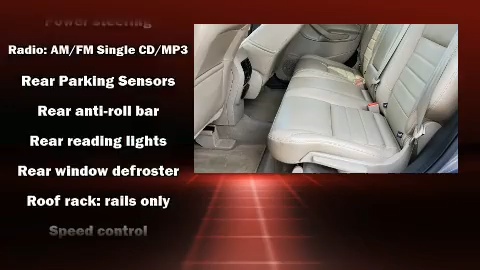 Power steering
Radio: AM/FM Single CD/MP3
Rear Parking Sensors
Rear anti-roll bar
Rear reading lights
Rear window defroster
Roof rack: rails only
Speed control